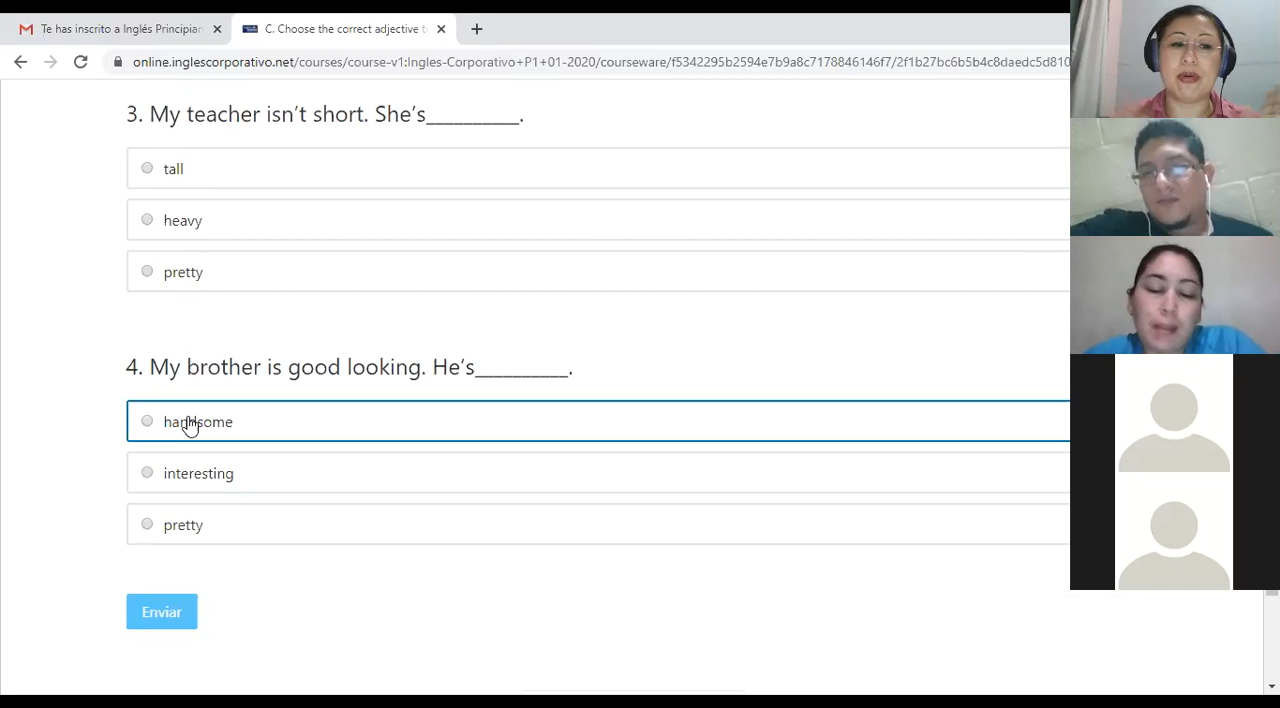 Te has inscrito a Inglés Principian
C. Choose the correct adjective t
online.inglescorporativo.net/courses/course-v1:Ingles-Corporativo+P1+01-2020/courseware/f5342295b2594e7b9a8c7178846146f7/2f1b27bc6b5b4c8daedc5d810
3. My teacher isn’t short. She’s__________.
tall
heavy
pretty
4. My brother is good looking. He’s__________.
handsome
interesting
pretty
Enviar